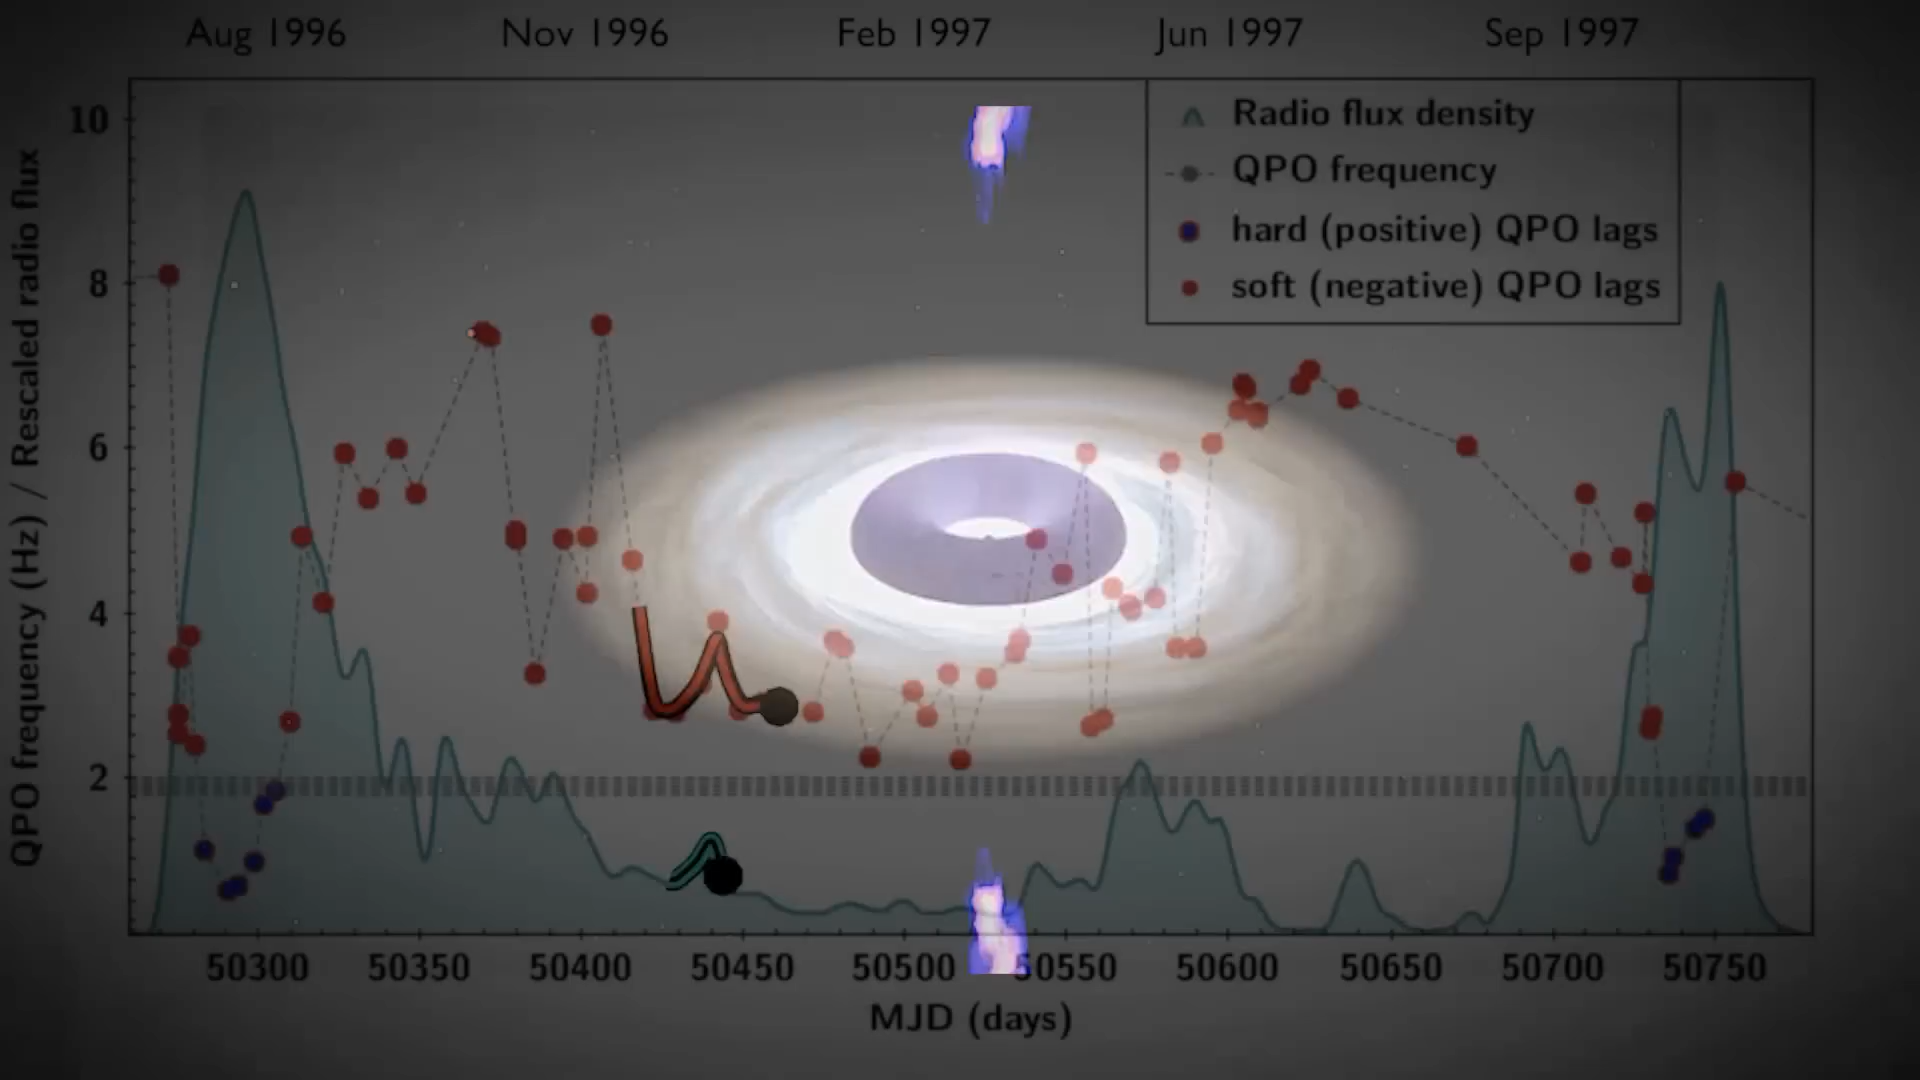 Aug 1996 Nov 1996 Feb 1997 Jun 1997 Sep 1997
QPO frequency (Hz) / Rescaled radio flux
10
8
6
4
2
Radio flux density
QPO frequency
hard (positive) QPO lags
soft (negative) QPO lags
50300 50350 50400 50450 50500 50550 50600 50650 50700 50750
MJD (days)